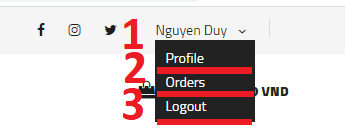 1 Nguyen Duy
2 Profile
Orders
3 Logout
VND